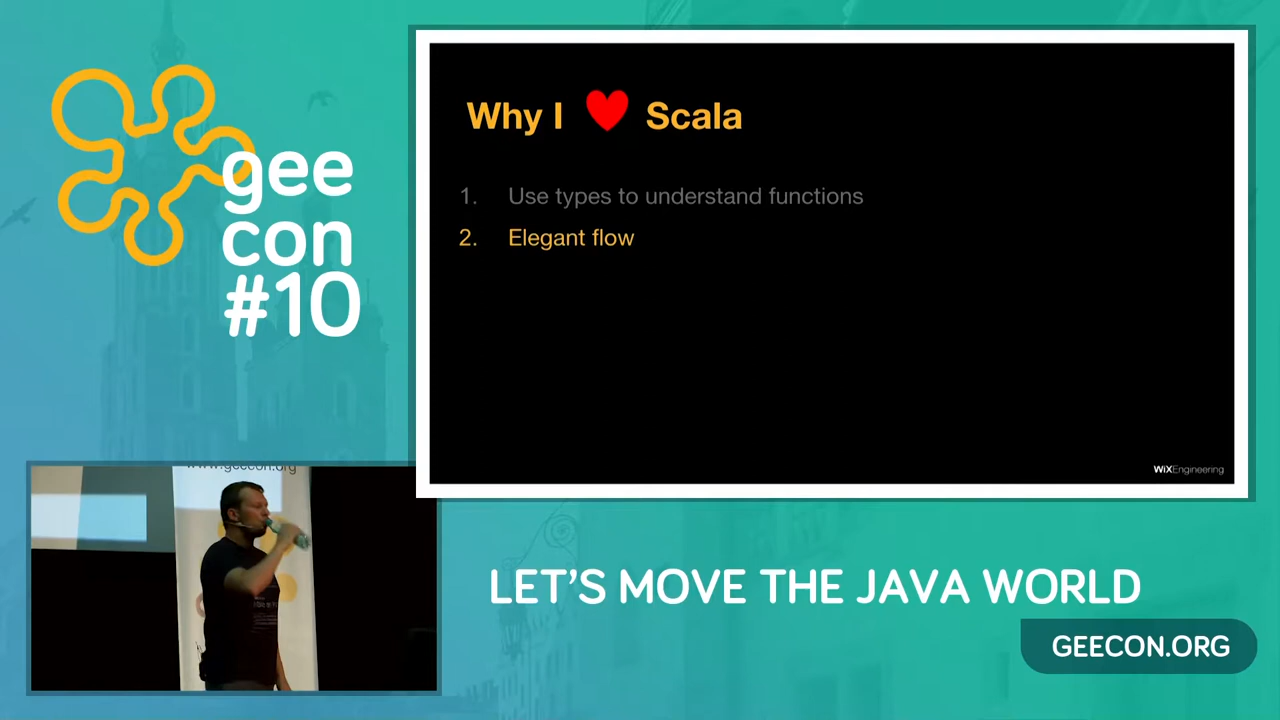 gee
con
#10
Why I ❤ Scala
1. Use types to understand functions
2. Elegant flow
WiXEngineering
www.geecon.org
LET'S MOVE THE JAVA WORLD
GEECON.ORG